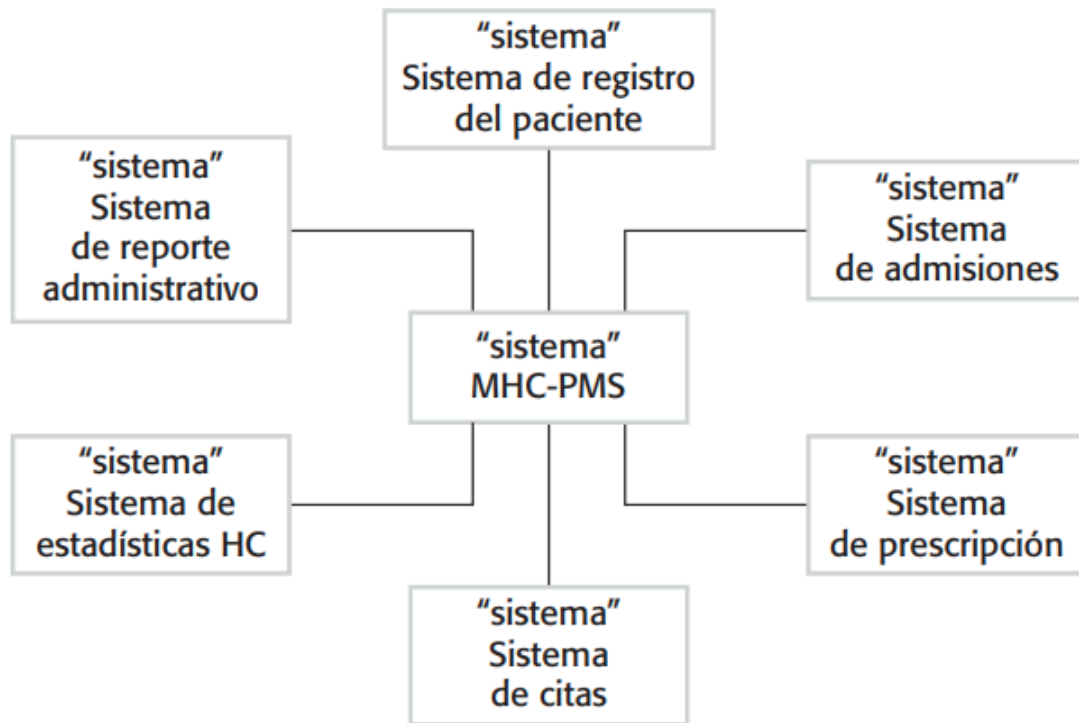 “sistema”
Sistema de registro
del paciente
“sistema”
Sistema
de reporte
administrativo
“sistema”
Sistema
de admisiones
“sistema”
MHC-PMS
“sistema”
Sistema de
estadísticas HC
“sistema”
Sistema
de prescripción
“sistema”
Sistema
de citas